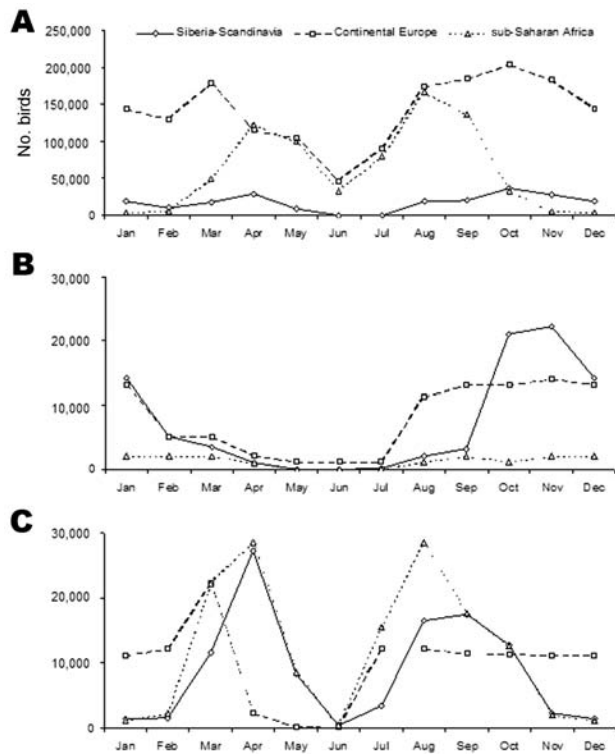 A
Siberia-Scandinavia Continental Europe sub-Saharan Africa
250,000
200,000
150,000
100,000
50,000
0
No. birds
Jan Feb Mar Apr May Jun Jul Aug Sep Oct Nov Dec
B
30,000
20,000
10,000
0
Jan Feb Mar Apr May Jun Jul Aug Sep Oct Nov Dec
C
30,000
20,000
10,000
0
Jan Feb Mar Apr May Jun Jul Aug Sep Oct Nov Dec